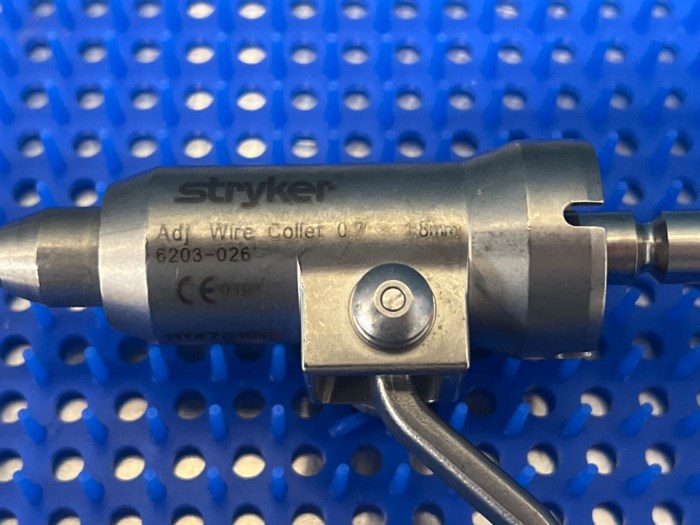 stryker
Adj Wire Collet 0.7 1.8mm
6203-026
CE